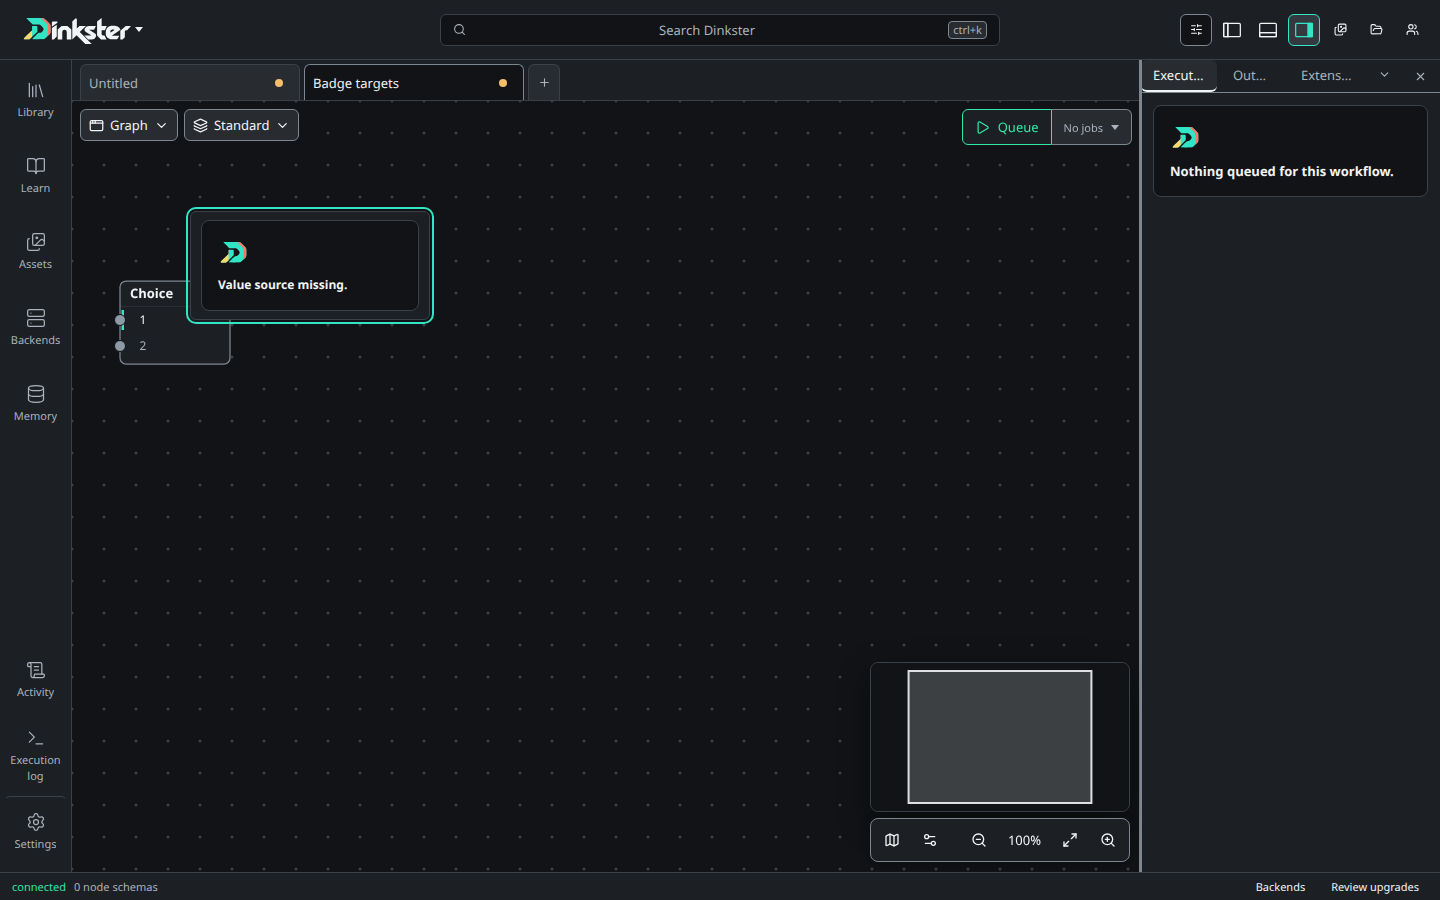 Dinkster
Search Dinkster
ctrl+k
Untitled
Badge targets
Execut...
Out...
Extens...
Library
Learn
Assets
Backends
Memory
Activity
Execution
log
Settings
Graph
Standard
Queue
No jobs
Nothing queued for this workflow.
Value source missing.
Choice
1
2
100%
connected
0 node schemas
Backends
Review upgrades